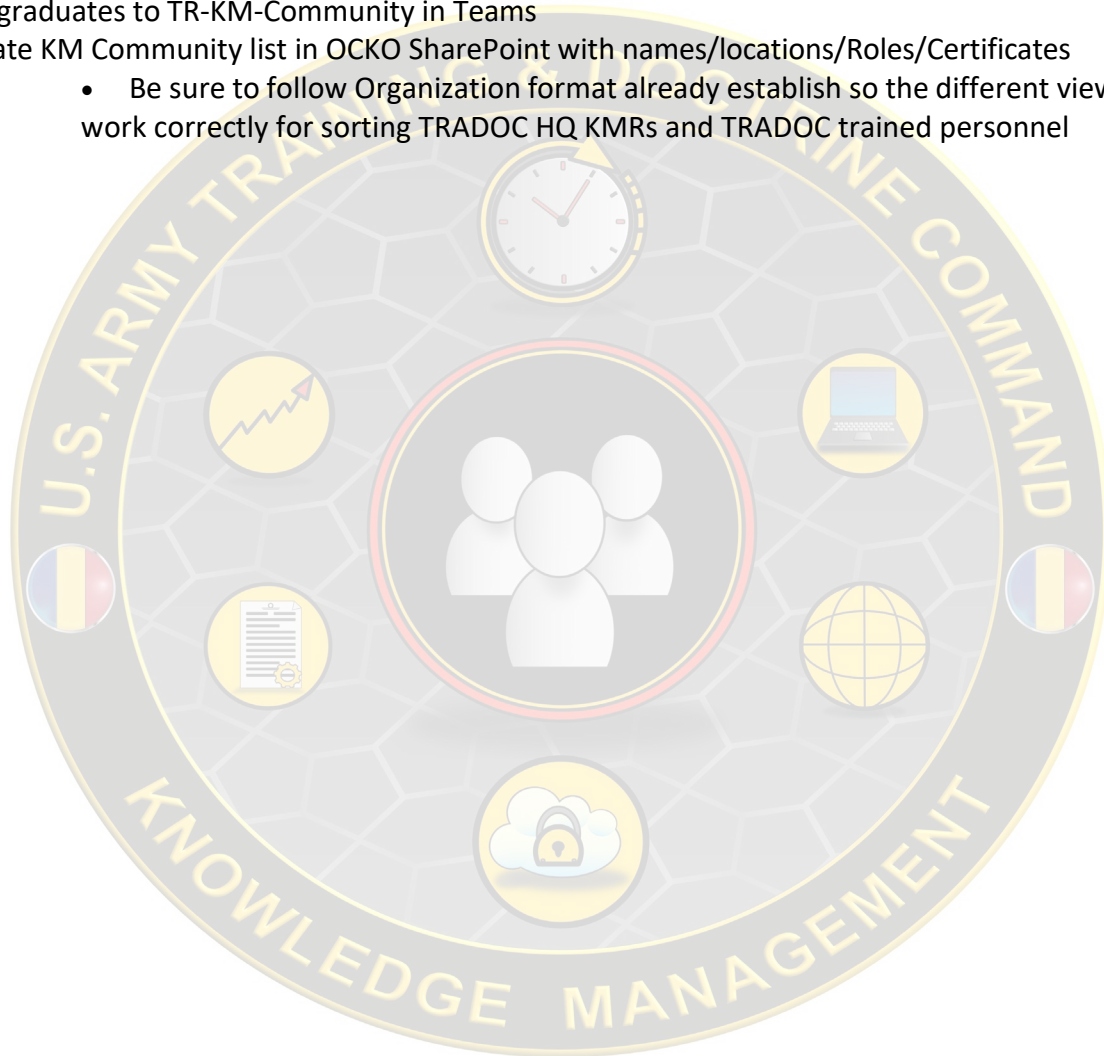 graduates to TR-KM-Community in Teams
ate KM Community list in OCKO SharePoint with names/locations/Roles/Certificates
• Be sure to follow Organization format already establish so the different view
work correctly for sorting TRADOC HQ KMRs and TRADOC trained personnel
U.S. ARMY TRAINING & DOCTRINE COMMAND
KNOWLEDGE MANAGEMENT